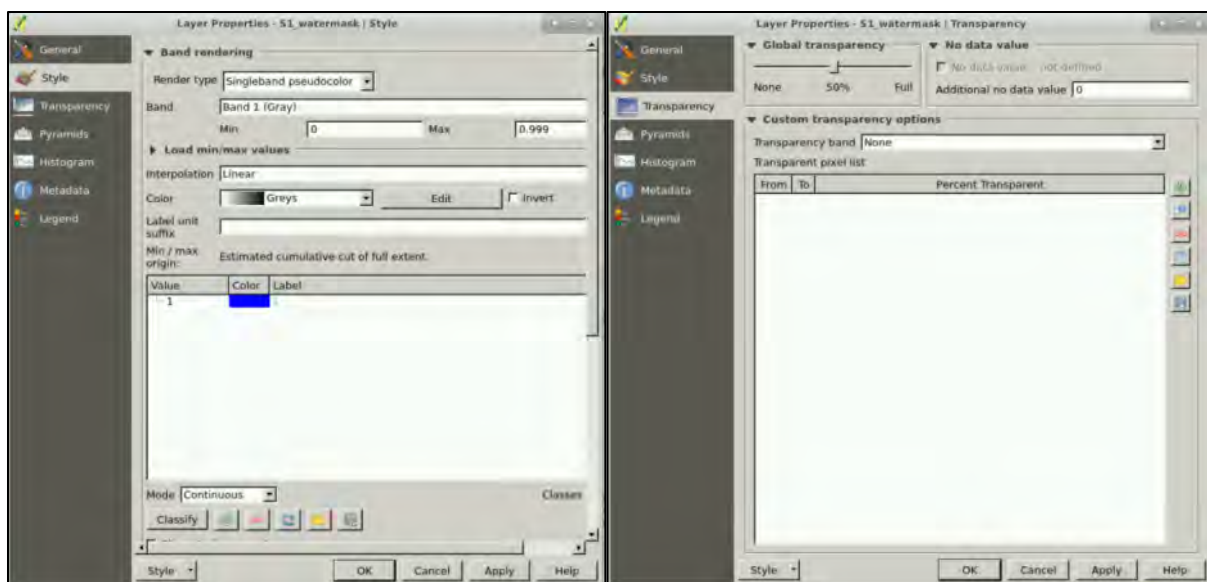 Layer Properties - S1_watermask | Style
General
Style
Transparency
Pyramids
Histogram
Metadata
Legend
Band rendering
Render type Singleband pseudocolor
Band Band 1 (Gray)
Min 0 Max 0.999
Load min/max values
Interpolation Linear
Color Greys Edit Invert
Label unit
suffix
Min / max
origin: Estimated cumulative cut of full extent.
Value Color Label
1
Mode Continuous Classes
Classify
Style OK Cancel Apply Help
Layer Properties - S1_watermask | Transparency
General
Style
Transparency
Pyramids
Histogram
Metadata
Legend
Global transparency
None 50% Full
No data value
No data value: not defined
Additional no data value 0
Custom transparency options
Transparency band None
Transparent pixel list
From To Percent Transparent
Style OK Cancel Apply Help